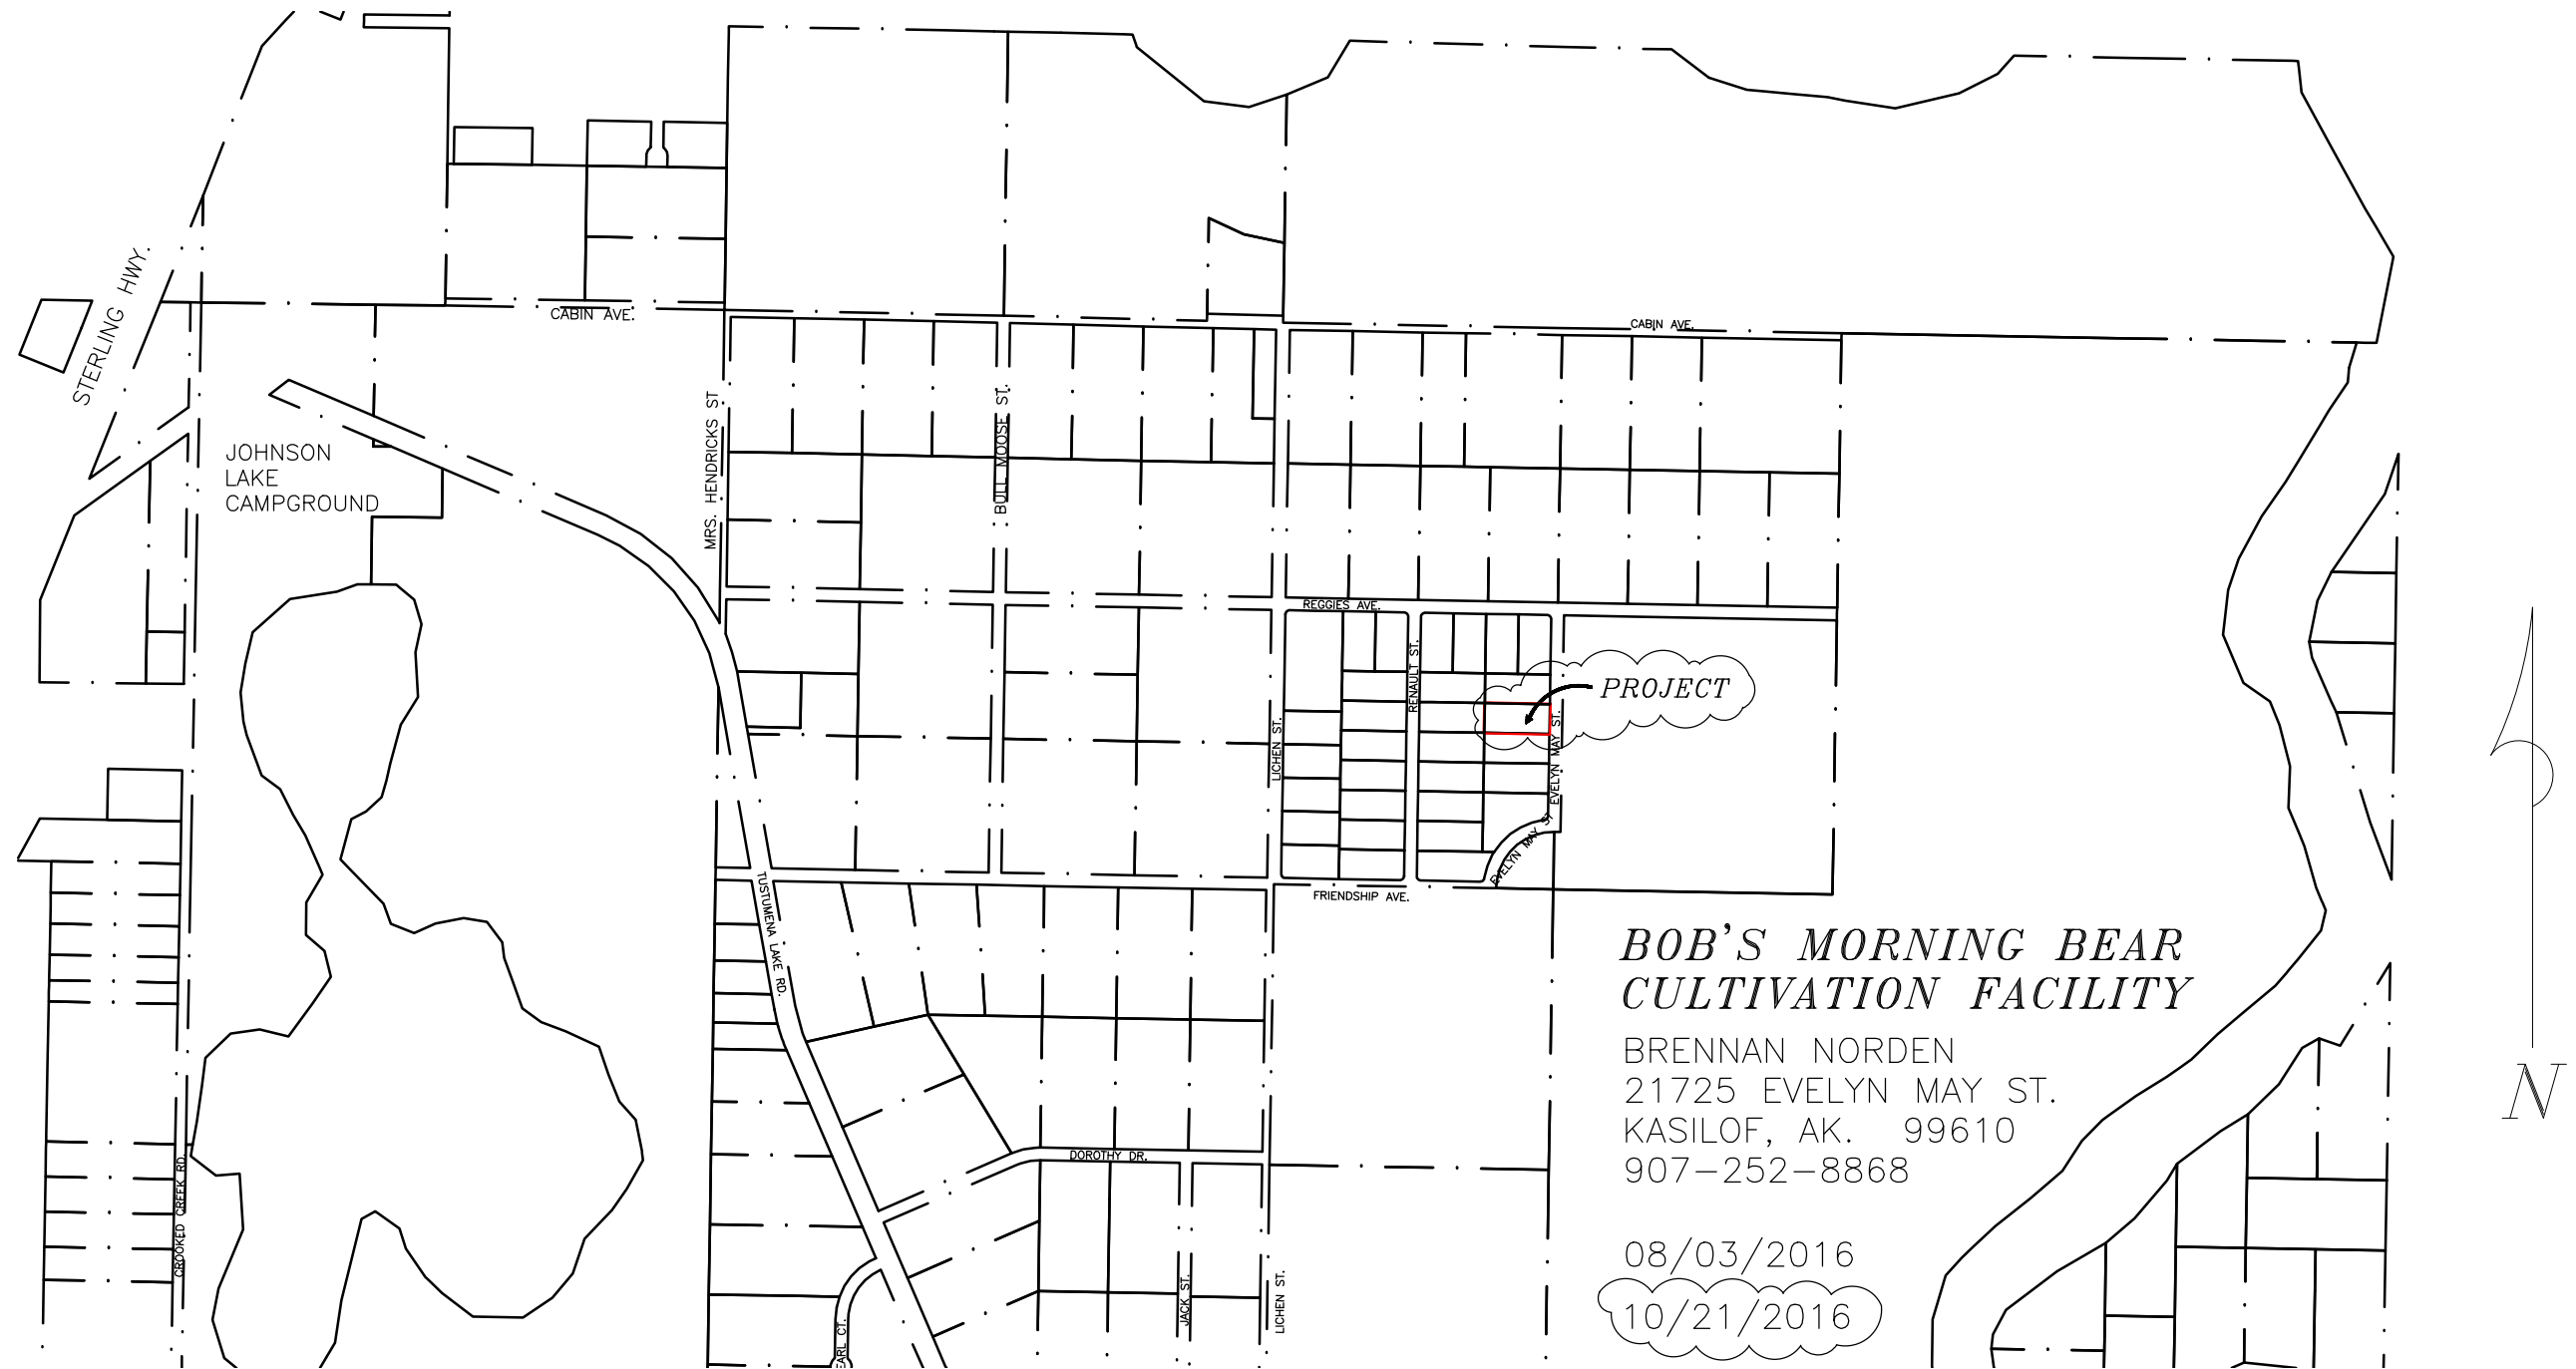 CABIN AVE.
CABIN AVE.
STERLING HWY.
JOHNSON
LAKE
CAMPGROUND
MRS. HENDRICKS ST
BULL MOOSE ST.
REGGIES AVE.
RENAULT ST.
PROJECT
LICHEN ST.
EVELYN MAY ST.
EVELYN MAY ST
FRIENDSHIP AVE.
TUSTUMENA LAKE RD.
BOB'S MORNING BEAR
CULTIVATION FACILITY
BRENNAN NORDEN
21725 EVELYN MAY ST.
KASILOF, AK. 99610
907-252-8868
08/03/2016
10/21/2016
N
DOROTHY DR.
CROOKED CREEK RD.
JACK ST.
LICHEN ST.
EARL CT.